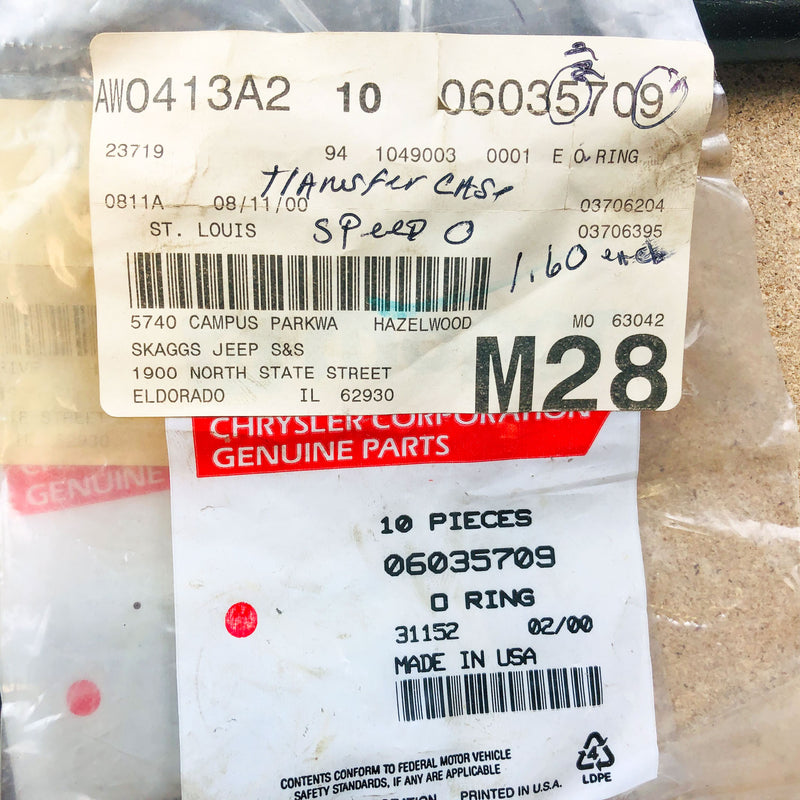 AW0413A2 10 06035709
23719 94 1049003 0001 E O RING
TRANSFER CASE
0811A 08/11/00 03706204
ST. LOUIS SPEED O 03706395
1.60 each
5740 CAMPUS PARKWA HAZELWOOD MO 63042
SKAGGS JEEP S&S
1900 NORTH STATE STREET
ELDORADO IL 62930
M28
CHRYSLER CORPORATION
GENUINE PARTS
GENUINE
10 PIECES
06035709
O RING
31152 02/00
MADE IN USA
CONTENTS CONFORM TO FEDERAL MOTOR VEHICLE
SAFETY STANDARDS, IF ANY ARE APPLICABLE
PRINTED IN U.S.A.
4
LDPE